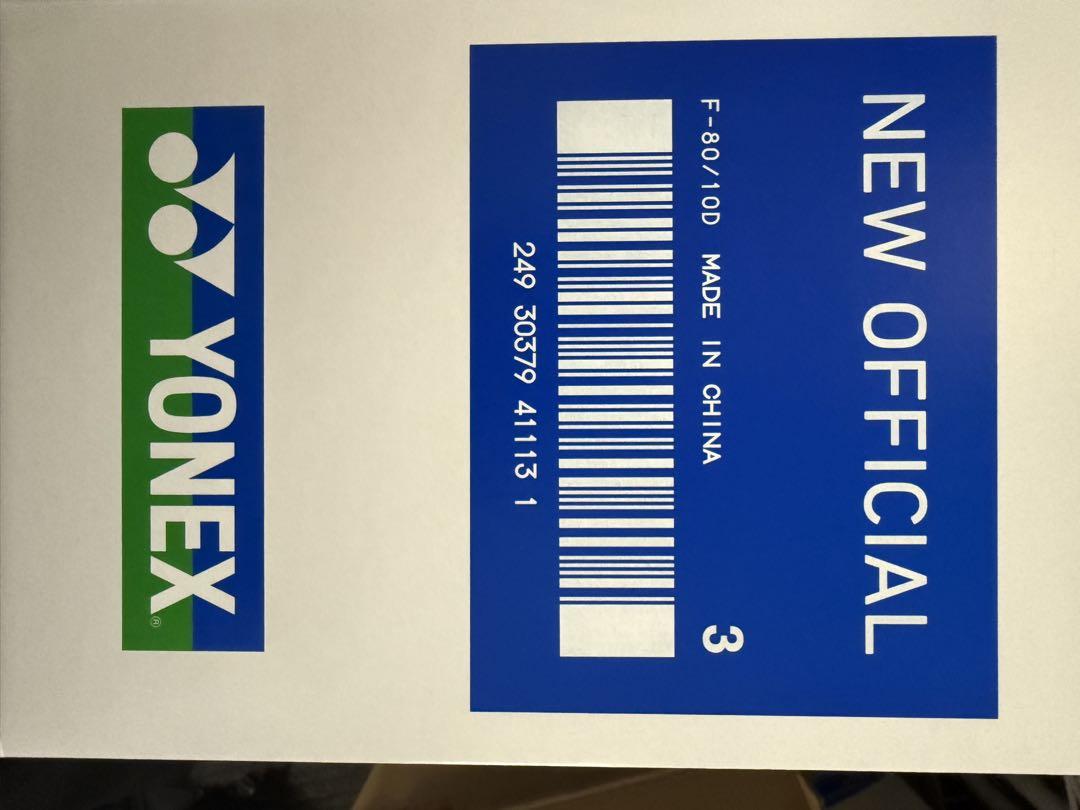 NEW OFFICIAL
F-80/10D MADE IN CHINA 3
249 30379 41113 1
YONEX®